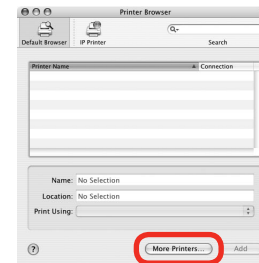 Printer Browser
Default Browser IP Printer Search
Printer Name Connection
Name: No Selection
Location: No Selection
Print Using:
? More Printers... Add